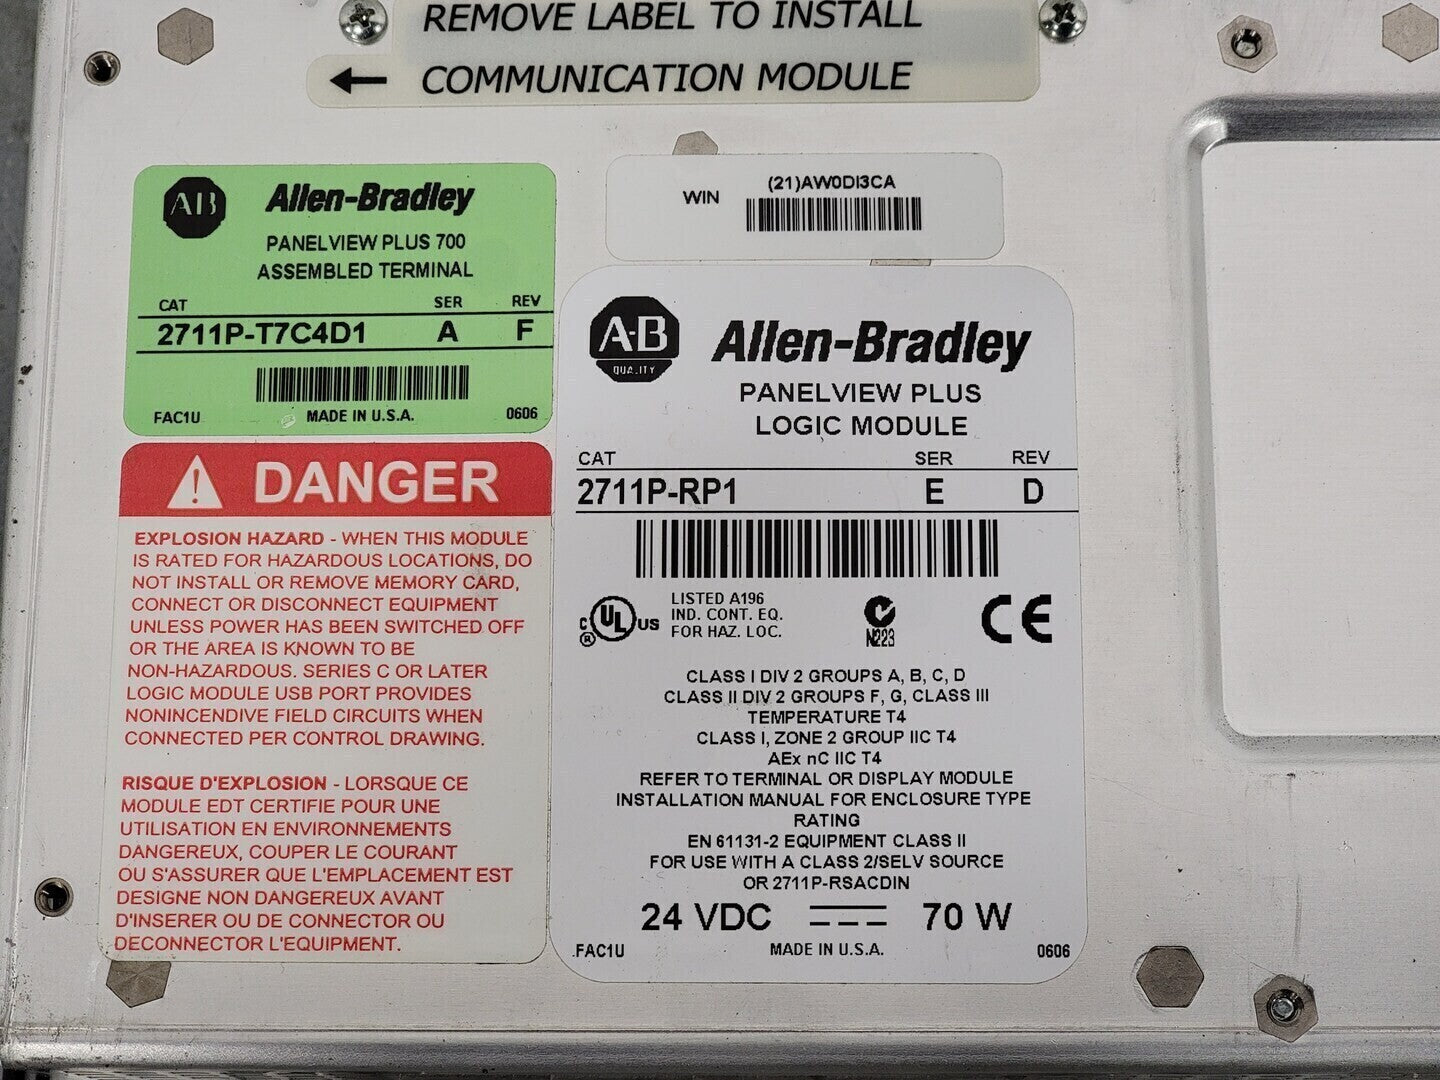 REMOVE LABEL TO INSTALL
← COMMUNICATION MODULE
AB Allen-Bradley
PANELVIEW PLUS 700
ASSEMBLED TERMINAL
CAT SER REV
2711P-T7C4D1 A F
FAC1U MADE IN U.S.A. 0606
WIN (21)AW0DI3CA
DANGER
EXPLOSION HAZARD - WHEN THIS MODULE
IS RATED FOR HAZARDOUS LOCATIONS, DO
NOT INSTALL OR REMOVE MEMORY CARD,
CONNECT OR DISCONNECT EQUIPMENT
UNLESS POWER HAS BEEN SWITCHED OFF
OR THE AREA IS KNOWN TO BE
NON-HAZARDOUS. SERIES C OR LATER
LOGIC MODULE USB PORT PROVIDES
NONINCENDIVE FIELD CIRCUITS WHEN
CONNECTED PER CONTROL DRAWING.
RISQUE D'EXPLOSION - LORSQUE CE
MODULE EDT CERTIFIE POUR UNE
UTILISATION EN ENVIRONNEMENTS
DANGEREUX, COUPER LE COURANT
OU S'ASSURER QUE L'EMPLACEMENT EST
DESIGNE NON DANGEREUX AVANT
D'INSERER OU DE CONNECTOR OU
DECONNECTOR L'EQUIPMENT.
A-B QUALITY Allen-Bradley
PANELVIEW PLUS
LOGIC MODULE
CAT SER REV
2711P-RP1 E D
C UL US ®
LISTED A196
IND. CONT. EQ.
FOR HAZ. LOC.
N223
CE
CLASS I DIV 2 GROUPS A, B, C, D
CLASS II DIV 2 GROUPS F, G, CLASS III
TEMPERATURE T4
CLASS I, ZONE 2 GROUP IIC T4
AEx nC IIC T4
REFER TO TERMINAL OR DISPLAY MODULE
INSTALLATION MANUAL FOR ENCLOSURE TYPE
RATING
EN 61131-2 EQUIPMENT CLASS II
FOR USE WITH A CLASS 2/SELV SOURCE
OR 2711P-RSACDIN
24 VDC 70 W
FAC1U MADE IN U.S.A. 0606